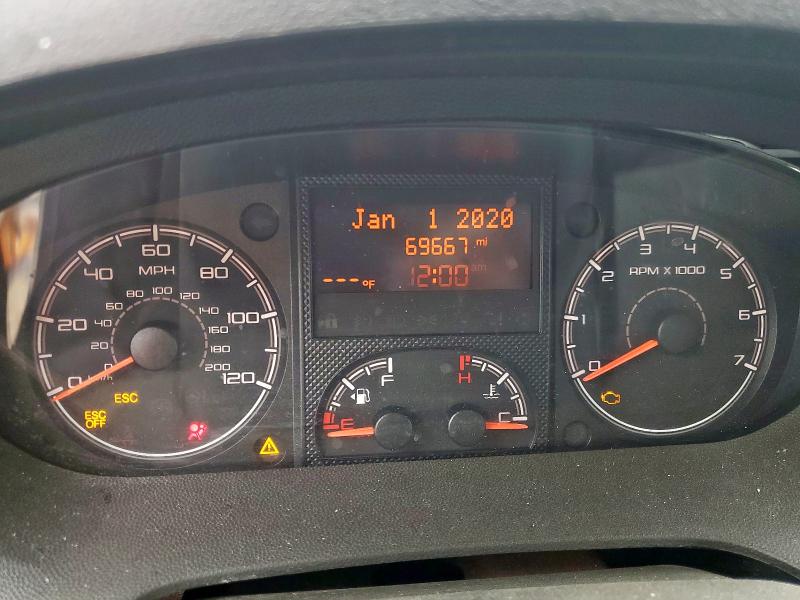 Jan 1 2020
69667 mi
12:00 am
---°F
0 20 40 60 80 100 120
MPH
0 20 40 60 80 100 120 140 160 180 200
km/h
ESC
ESC
OFF
F
E
H
C
0 1 2 3 4 5 6 7
RPM X 1000